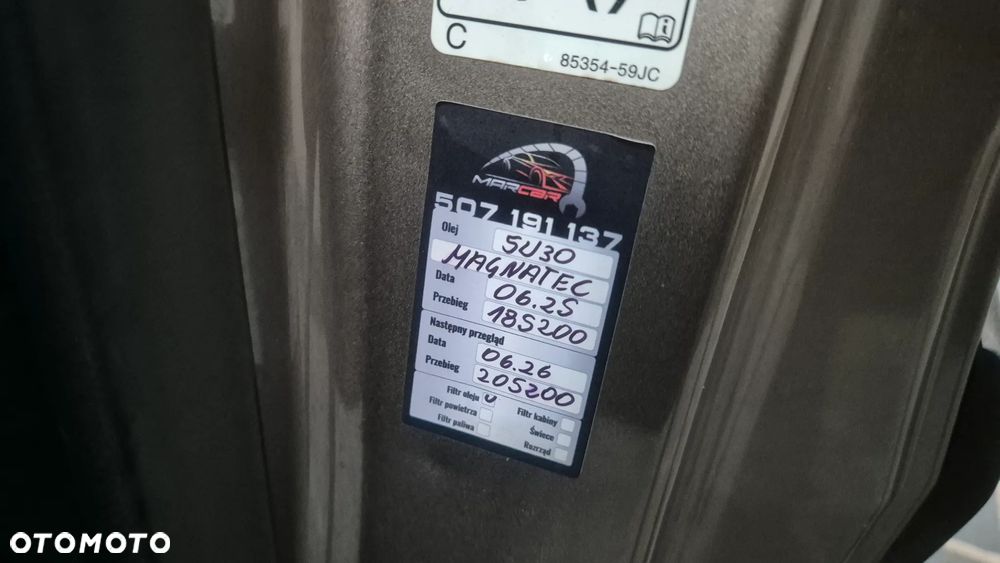 C
85354-59JC
MARCAR
507 191 137
Olej 5W30
MAGNATEC
Data 06.25
Przebieg 185200
Następny przegląd
Data 06.26
Przebieg 205200
Filtr oleju Filtr kabiny
Filtr powietrza Świece
Filtr paliwa Rozrząd
OTOMOTO